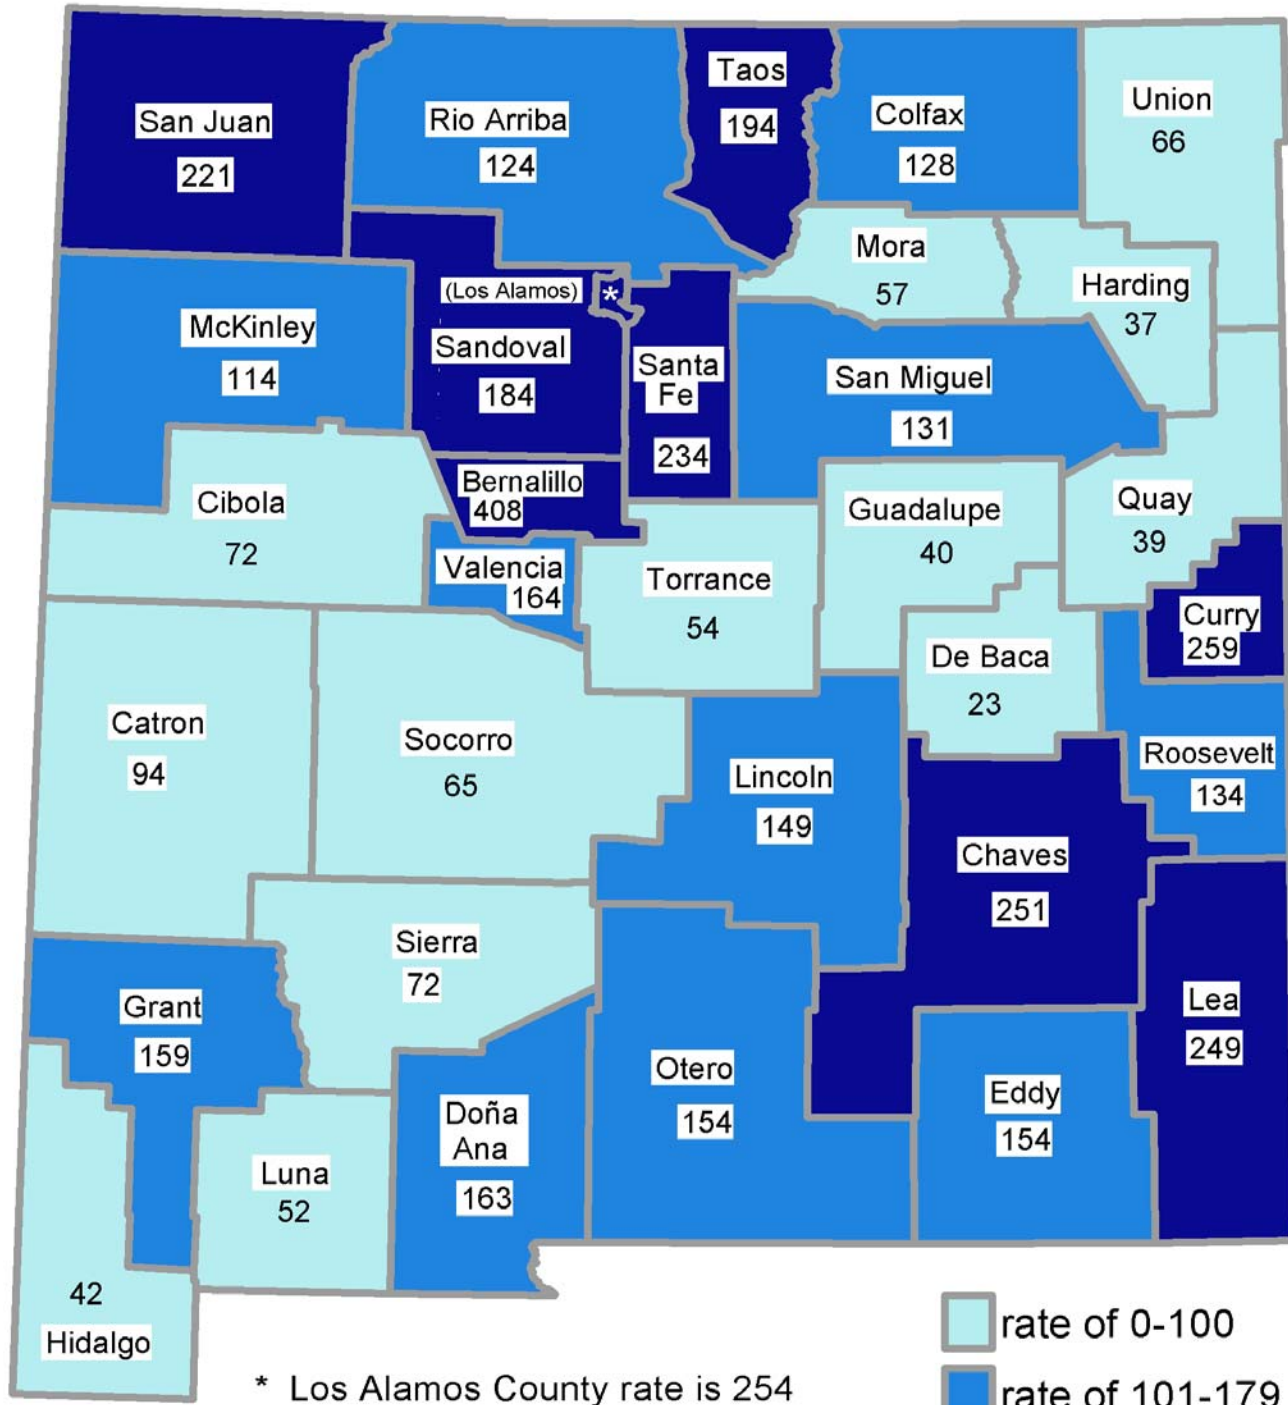 Taos
194
San Juan
221
Rio Arriba
124
Colfax
128
Union
66
Mora
57
Harding
37
(Los Alamos) *
McKinley
114
Sandoval
184
Santa
Fe
234
San Miguel
131
Bernalillo
408
Cibola
72
Guadalupe
40
Quay
39
Valencia
164
Torrance
54
Curry
259
De Baca
23
Catron
94
Socorro
65
Lincoln
149
Roosevelt
134
Chaves
251
Sierra
72
Grant
159
Lea
249
Otero
154
Eddy
154
Doña
Ana
163
Luna
52
42
Hidalgo
rate of 0-100
* Los Alamos County rate is 254
rate of 101-179